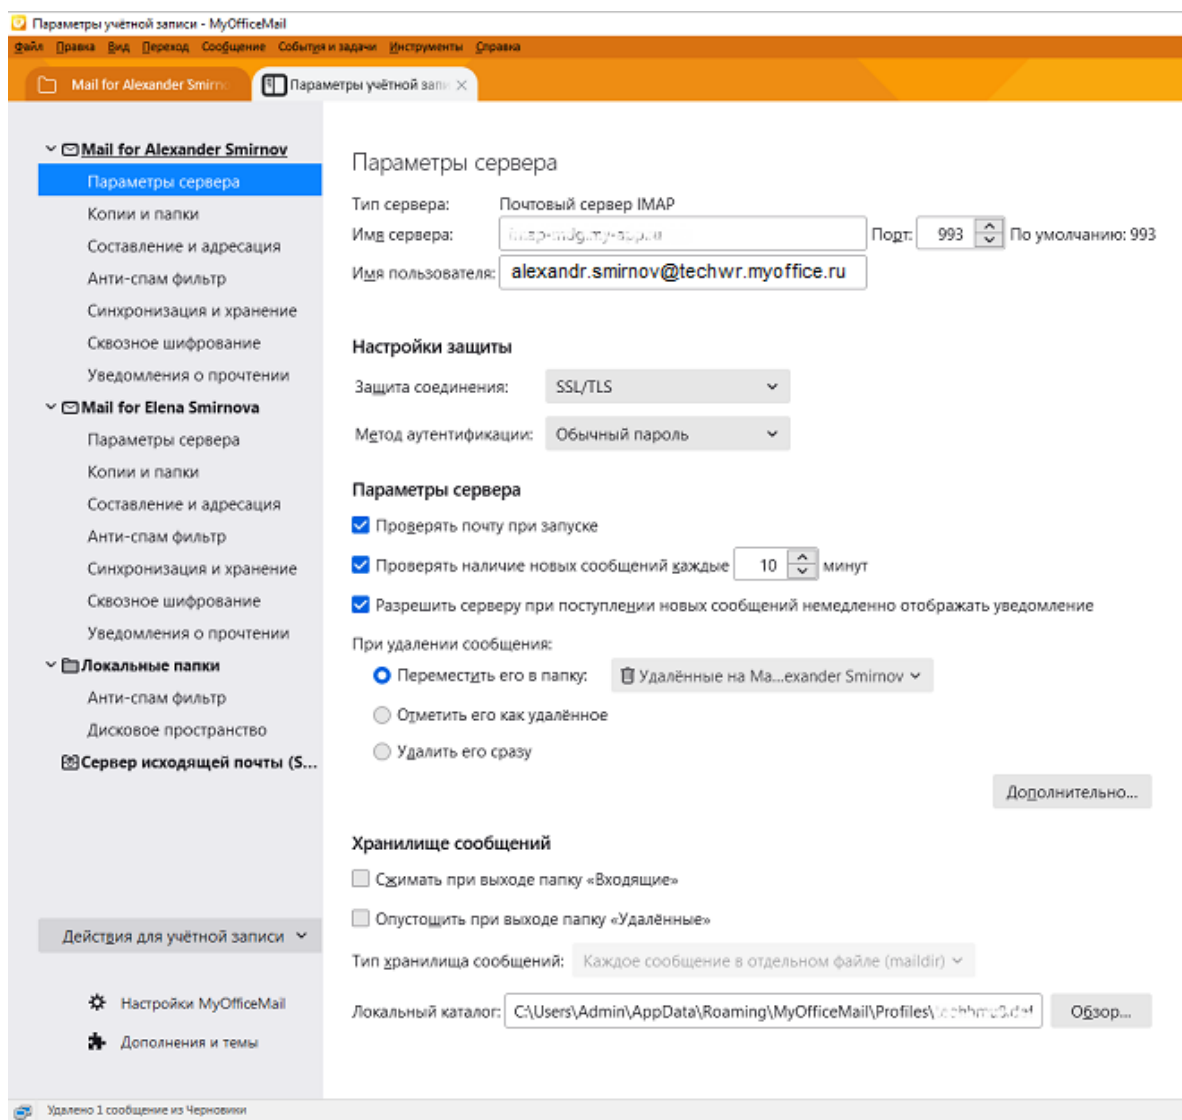 Параметры учётной записи - MyOfficeMail
Файл Правка Вид Переход Сообщение События и задачи Инструменты Справка
Mail for Alexander Smirno Параметры учётной запи
Mail for Alexander Smirnov
Параметры сервера
Копии и папки
Составление и адресация
Анти-спам фильтр
Синхронизация и хранение
Сквозное шифрование
Уведомления о прочтении
Mail for Elena Smirnova
Параметры сервера
Копии и папки
Составление и адресация
Анти-спам фильтр
Синхронизация и хранение
Сквозное шифрование
Уведомления о прочтении
Локальные папки
Анти-спам фильтр
Дисковое пространство
Сервер исходящей почты (S...
Действия для учётной записи
Настройки MyOfficeMail
Дополнения и темы
Параметры сервера
Тип сервера: Почтовый сервер IMAP
Имя сервера: Порт: 993 По умолчанию: 993
Имя пользователя: alexandr.smirnov@techwr.myoffice.ru
Настройки защиты
Защита соединения: SSL/TLS
Метод аутентификации: Обычный пароль
Параметры сервера
Проверять почту при запуске
Проверять наличие новых сообщений каждые 10 минут
Разрешить серверу при поступлении новых сообщений немедленно отображать уведомление
При удалении сообщения:
Переместить его в папку: Удалённые на Ma...exander Smirnov
Отметить его как удалённое
Удалить его сразу
Дополнительно...
Хранилище сообщений
Сжимать при выходе папку «Входящие»
Опустошить при выходе папку «Удалённые»
Тип хранилища сообщений: Каждое сообщение в отдельном файле (maildir)
Локальный каталог: C:\Users\Admin\AppData\Roaming\MyOfficeMail\Profiles\ Обзор...
Удалено 1 сообщение из Черновики